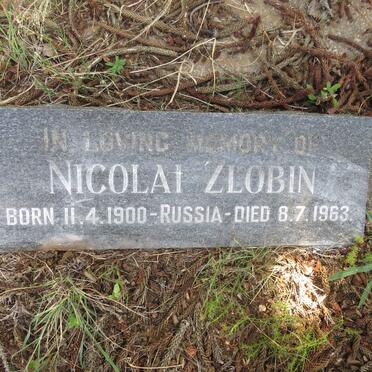 IN LOVING MEMORY OF
NICOLAI ZLOBIN
BORN 11.4.1900-RUSSIA-DIED 8.7.1963.